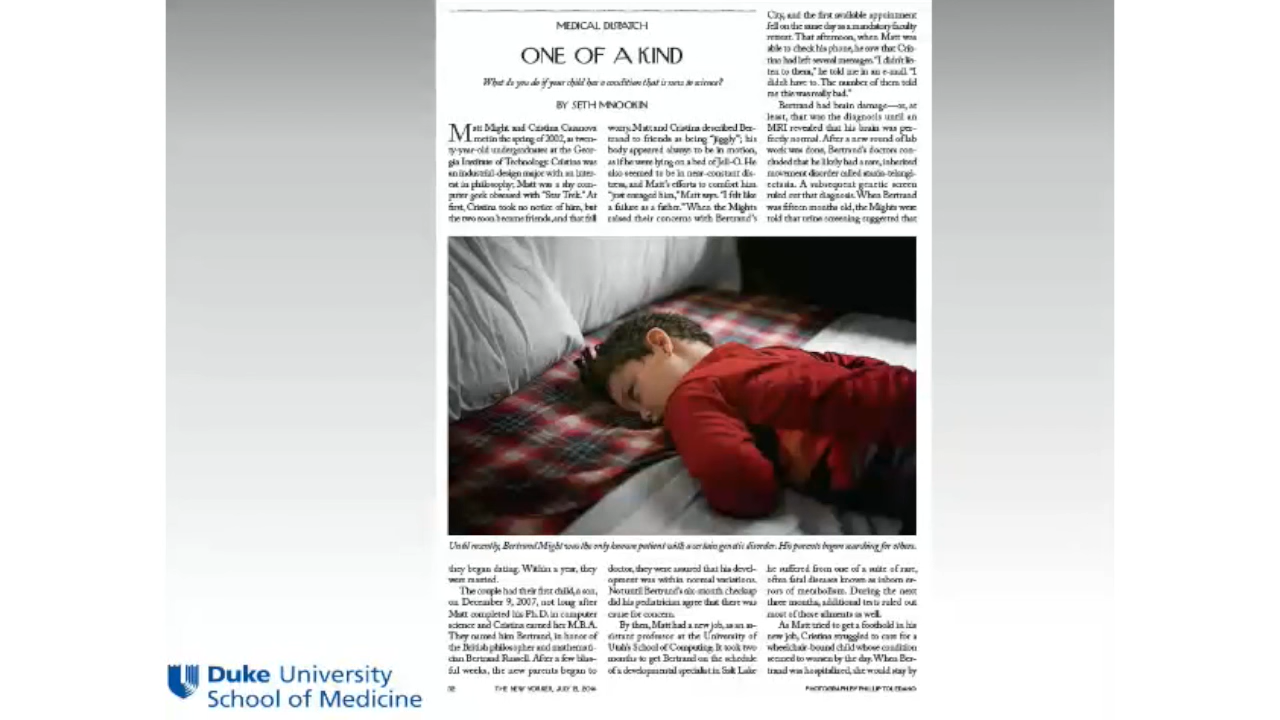 MEDICAL DISPATCH
ONE OF A KIND
What do you do if your child has a condition that is new to science?
BY SETH MNOOKIN
Matt Might and Cristina Casanova
met in the spring of 2002, as twen-
ty-year-old undergraduates at the Geor-
gia Institute of Technology. Cristina was
an industrial-design major with an inter-
est in philosophy; Matt was a shy com-
puter geek obsessed with "Star Trek." At
first, Cristina took no notice of him, but
the two soon became friends, and that fall
they began dating. Within a year, they
were married.
The couple had their first child, a son,
on December 9, 2007, not long after
Matt completed his Ph.D. in computer
science and Cristina earned her M.B.A.
They named him Bertrand, in honor of
the British philosopher and mathemati-
cian Bertrand Russell. After a few bliss-
ful weeks, the new parents began to
worry. Matt and Cristina described Ber-
trand to friends as being "jiggly"; his
body appeared always to be in motion,
as if he were lying on a bed of Jell-O. He
also seemed to be in near-constant dis-
tress, and Matt's efforts to comfort him
"just enraged him," Matt says. "I felt like
a failure as a father." When the Mights
raised their concerns with Bertrand's
doctor, they were assured that his devel-
opment was within normal variations.
Not until Bertrand's six-month checkup
did his pediatrician agree that there was
cause for concern.
By then, Matt had a new job, as an as-
sistant professor at the University of
Utah's School of Computing. It took two
months to get Bertrand on the schedule
of a developmental specialist in Salt Lake
City, and the first available appointment
fell on the same day as a mandatory faculty
retreat. That afternoon, when Matt was
able to check his phone, he saw that Cris-
tina had left several messages. "I didn't lis-
ten to them," he told me in an e-mail. "I
didn't have to. The number of them told
me this was really bad."
Bertrand had brain damage—or, at
least, that was the diagnosis until an
MRI revealed that his brain was per-
fectly normal. After a new round of lab
work was done, Bertrand's doctors con-
cluded that he likely had a rare, inherited
movement disorder called ataxia-telangi-
ectasia. A subsequent genetic screen
ruled out that diagnosis. When Bertrand
was fifteen months old, the Mights were
told that urine screening suggested that
he suffered from one of a suite of rare,
often fatal diseases known as inborn er-
rors of metabolism. During the next
three months, additional tests ruled out
most of those ailments as well.
As Matt tried to get a foothold in his
new job, Cristina struggled to care for a
wheelchair-bound child whose condition
seemed to worsen by the day. When Ber-
trand was hospitalized, she would stay by
Until recently, Bertrand Might was the only known patient with a certain genetic disorder. His parents began searching for others.
THE NEW YORKER, JULY 21, 2014
PHOTOGRAPH BY PHILLIP TOLEDANO
Duke University
School of Medicine